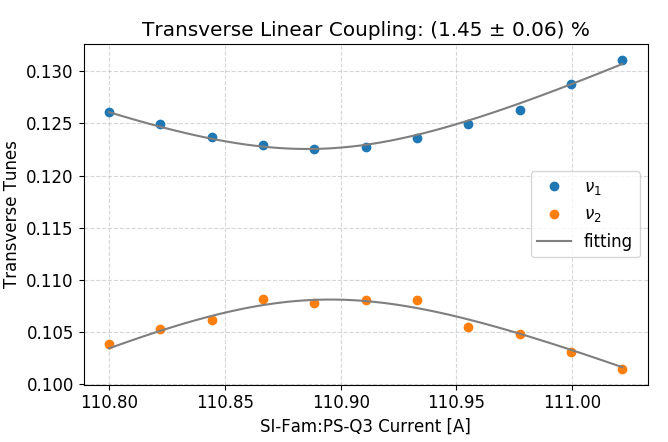 Transverse Linear Coupling: (1.45 ± 0.06) %
Transverse Tunes
0.130
0.125
0.120
0.115
0.110
0.105
0.100
ν1
ν2
fitting
110.80 110.85 110.90 110.95 111.00
SI-Fam:PS-Q3 Current [A]